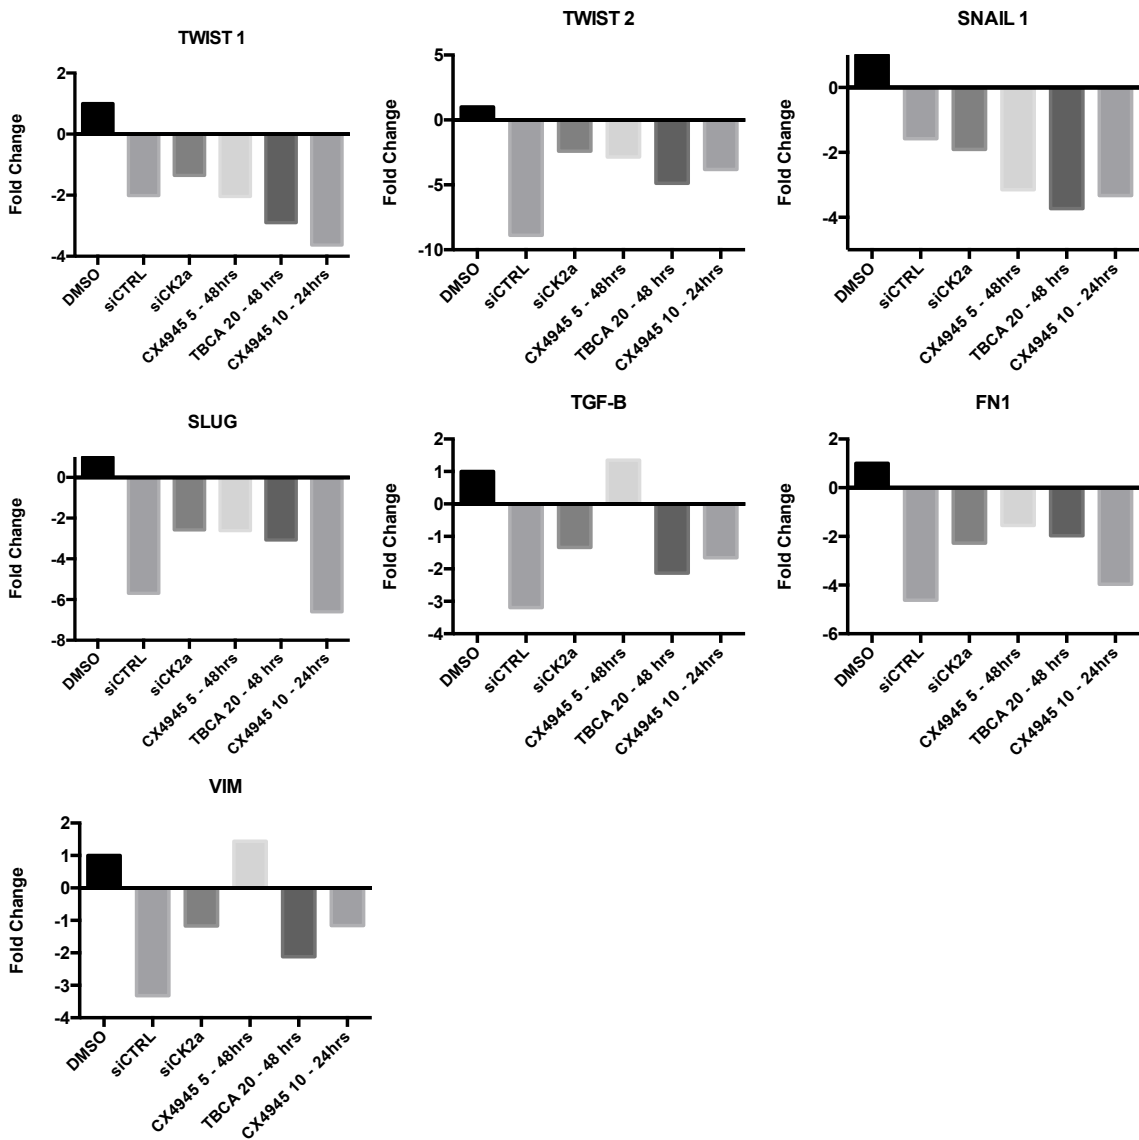 TWIST 1
Fold Change
2
0
-2
-4
DMSO
siCTRL
siCK2a
CX4945 5 - 48hrs
TBCA 20 - 48 hrs
CX4945 10 - 24hrs
TWIST 2
Fold Change
5
0
-5
-10
DMSO
siCTRL
siCK2a
CX4945 5 - 48hrs
TBCA 20 - 48 hrs
CX4945 10 - 24hrs
SNAIL 1
Fold Change
0
-2
-4
DMSO
siCTRL
siCK2a
CX4945 5 - 48hrs
TBCA 20 - 48 hrs
CX4945 10 - 24hrs
SLUG
Fold Change
0
-2
-4
-6
-8
DMSO
siCTRL
siCK2a
CX4945 5 - 48hrs
TBCA 20 - 48 hrs
CX4945 10 - 24hrs
TGF-B
Fold Change
2
1
0
-1
-2
-3
-4
DMSO
siCTRL
siCK2a
CX4945 5 - 48hrs
TBCA 20 - 48 hrs
CX4945 10 - 24hrs
FN1
Fold Change
2
0
-2
-4
-6
DMSO
siCTRL
siCK2a
CX4945 5 - 48hrs
TBCA 20 - 48 hrs
CX4945 10 - 24hrs
VIM
Fold Change
2
1
0
-1
-2
-3
-4
DMSO
siCTRL
siCK2a
CX4945 5 - 48hrs
TBCA 20 - 48 hrs
CX4945 10 - 24hrs